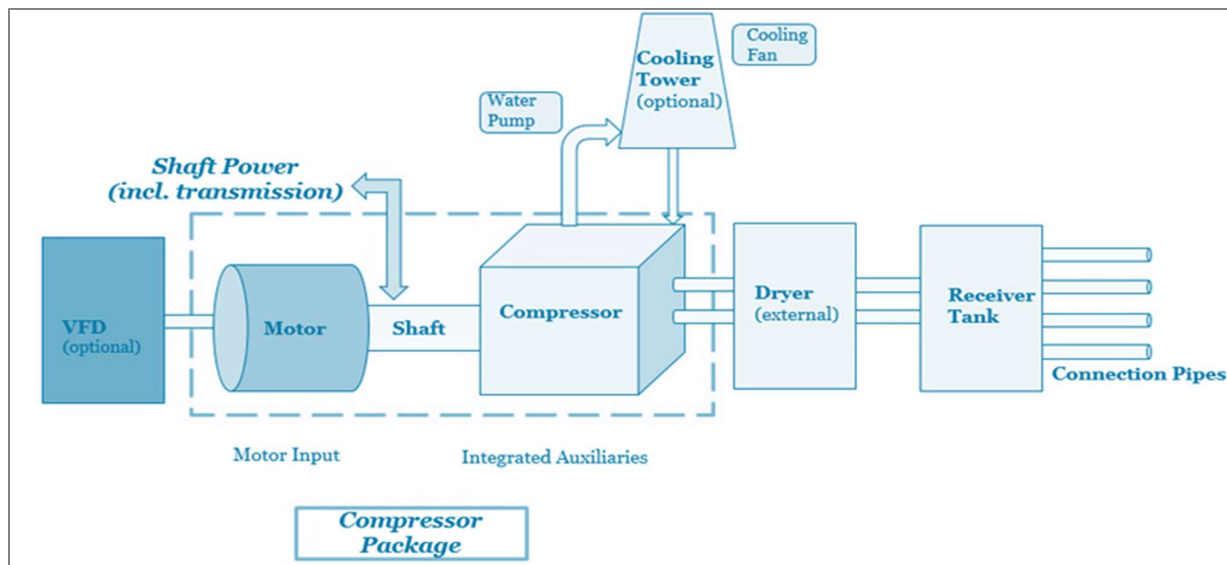 Cooling
Tower
(optional)
Cooling
Fan
Water
Pump
Shaft Power
(incl. transmission)
VFD
(optional)
Motor
Shaft
Compressor
Dryer
(external)
Receiver
Tank
Connection Pipes
Motor Input
Integrated Auxiliaries
Compressor
Package